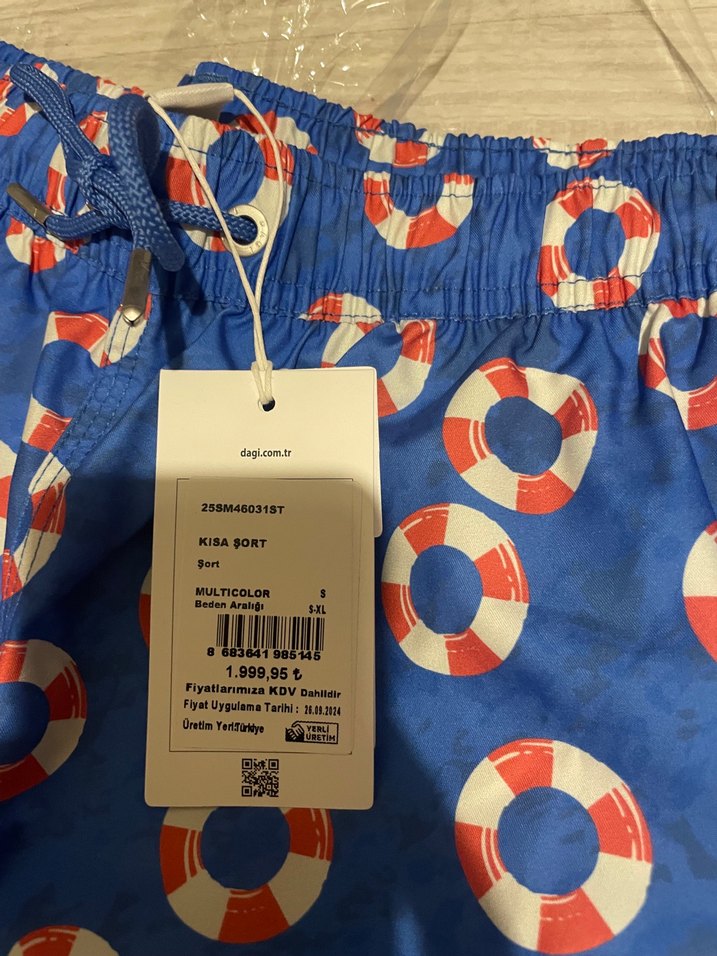 dagi.com.tr
25SM46031ST
KISA ŞORT
Şort
MULTICOLOR S
Beden Aralığı S-XL
8 683641 985145
1.999,95 ₺
Fiyatlarımıza KDV Dahildir
Fiyat Uygulama Tarihi : 26.09.2024
Üretim Yeri:Türkiye
YERLİ
ÜRETİM